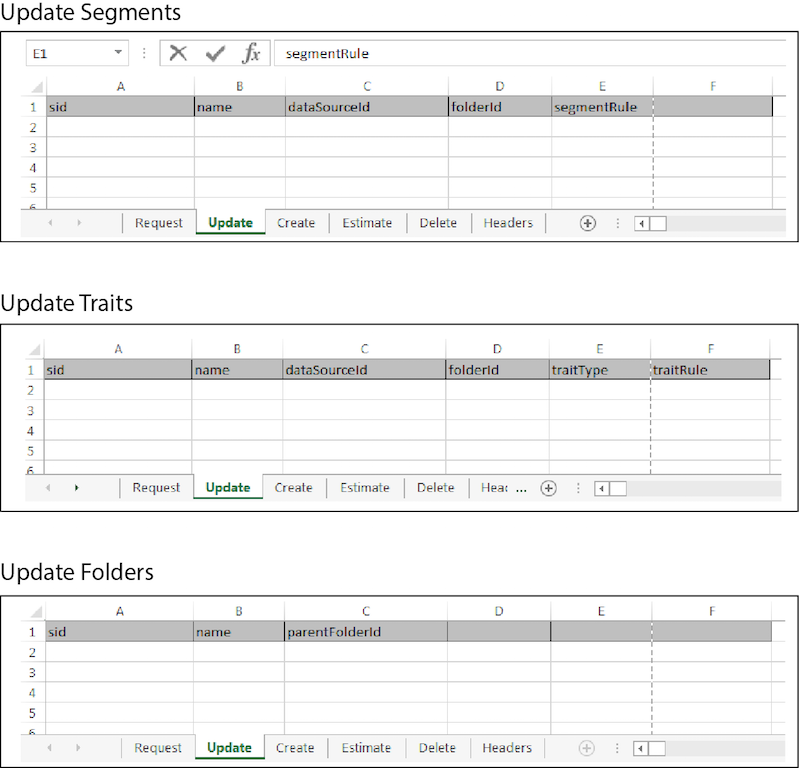 Update Segments
E1 fx segmentRule
A B C D E F
1 sid name dataSourceId folderId segmentRule
2
3
4
5
6
Request Update Create Estimate Delete Headers
Update Traits
A B C D E F
1 sid name dataSourceId folderId traitType traitRule
2
3
4
5
6
Request Update Create Estimate Delete Heac ...
Update Folders
A B C D E F
1 sid name parentFolderId
2
3
4
5
6
Request Update Create Estimate Delete Headers